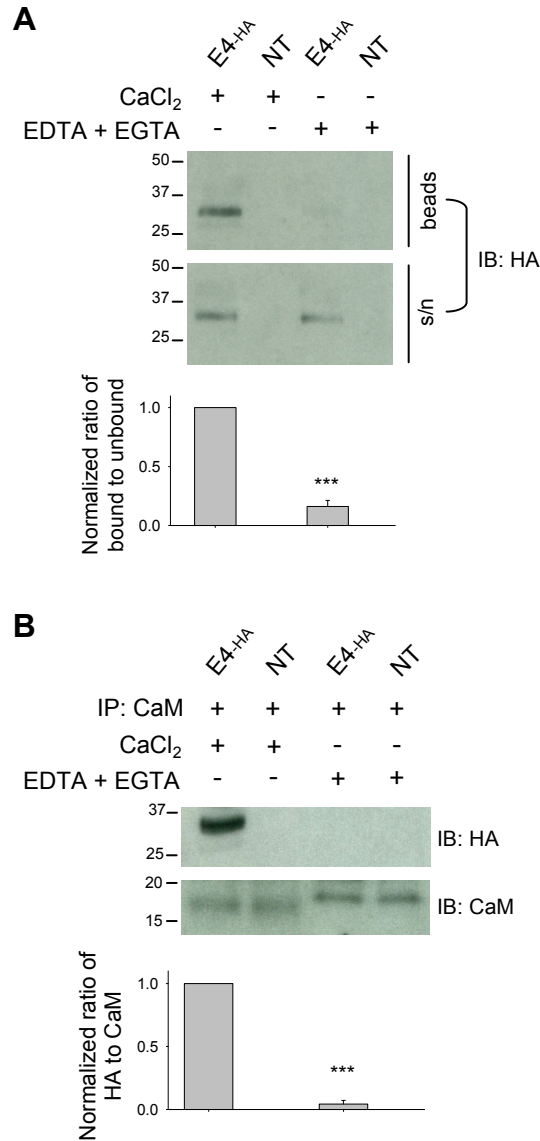 A
E4-HA NT E4-HA NT
CaCl2 + + - -
EDTA + EGTA - - + +
50
37
25
beads
50
37
25
s/n
IB: HA
Normalized ratio of
bound to unbound
1.0
0.5
0.0
***
B
E4-HA NT E4-HA NT
IP: CaM + + + +
CaCl2 + + - -
EDTA + EGTA - - + +
37
25
IB: HA
20
15
IB: CaM
Normalized ratio of
HA to CaM
1.0
0.5
0.0
***